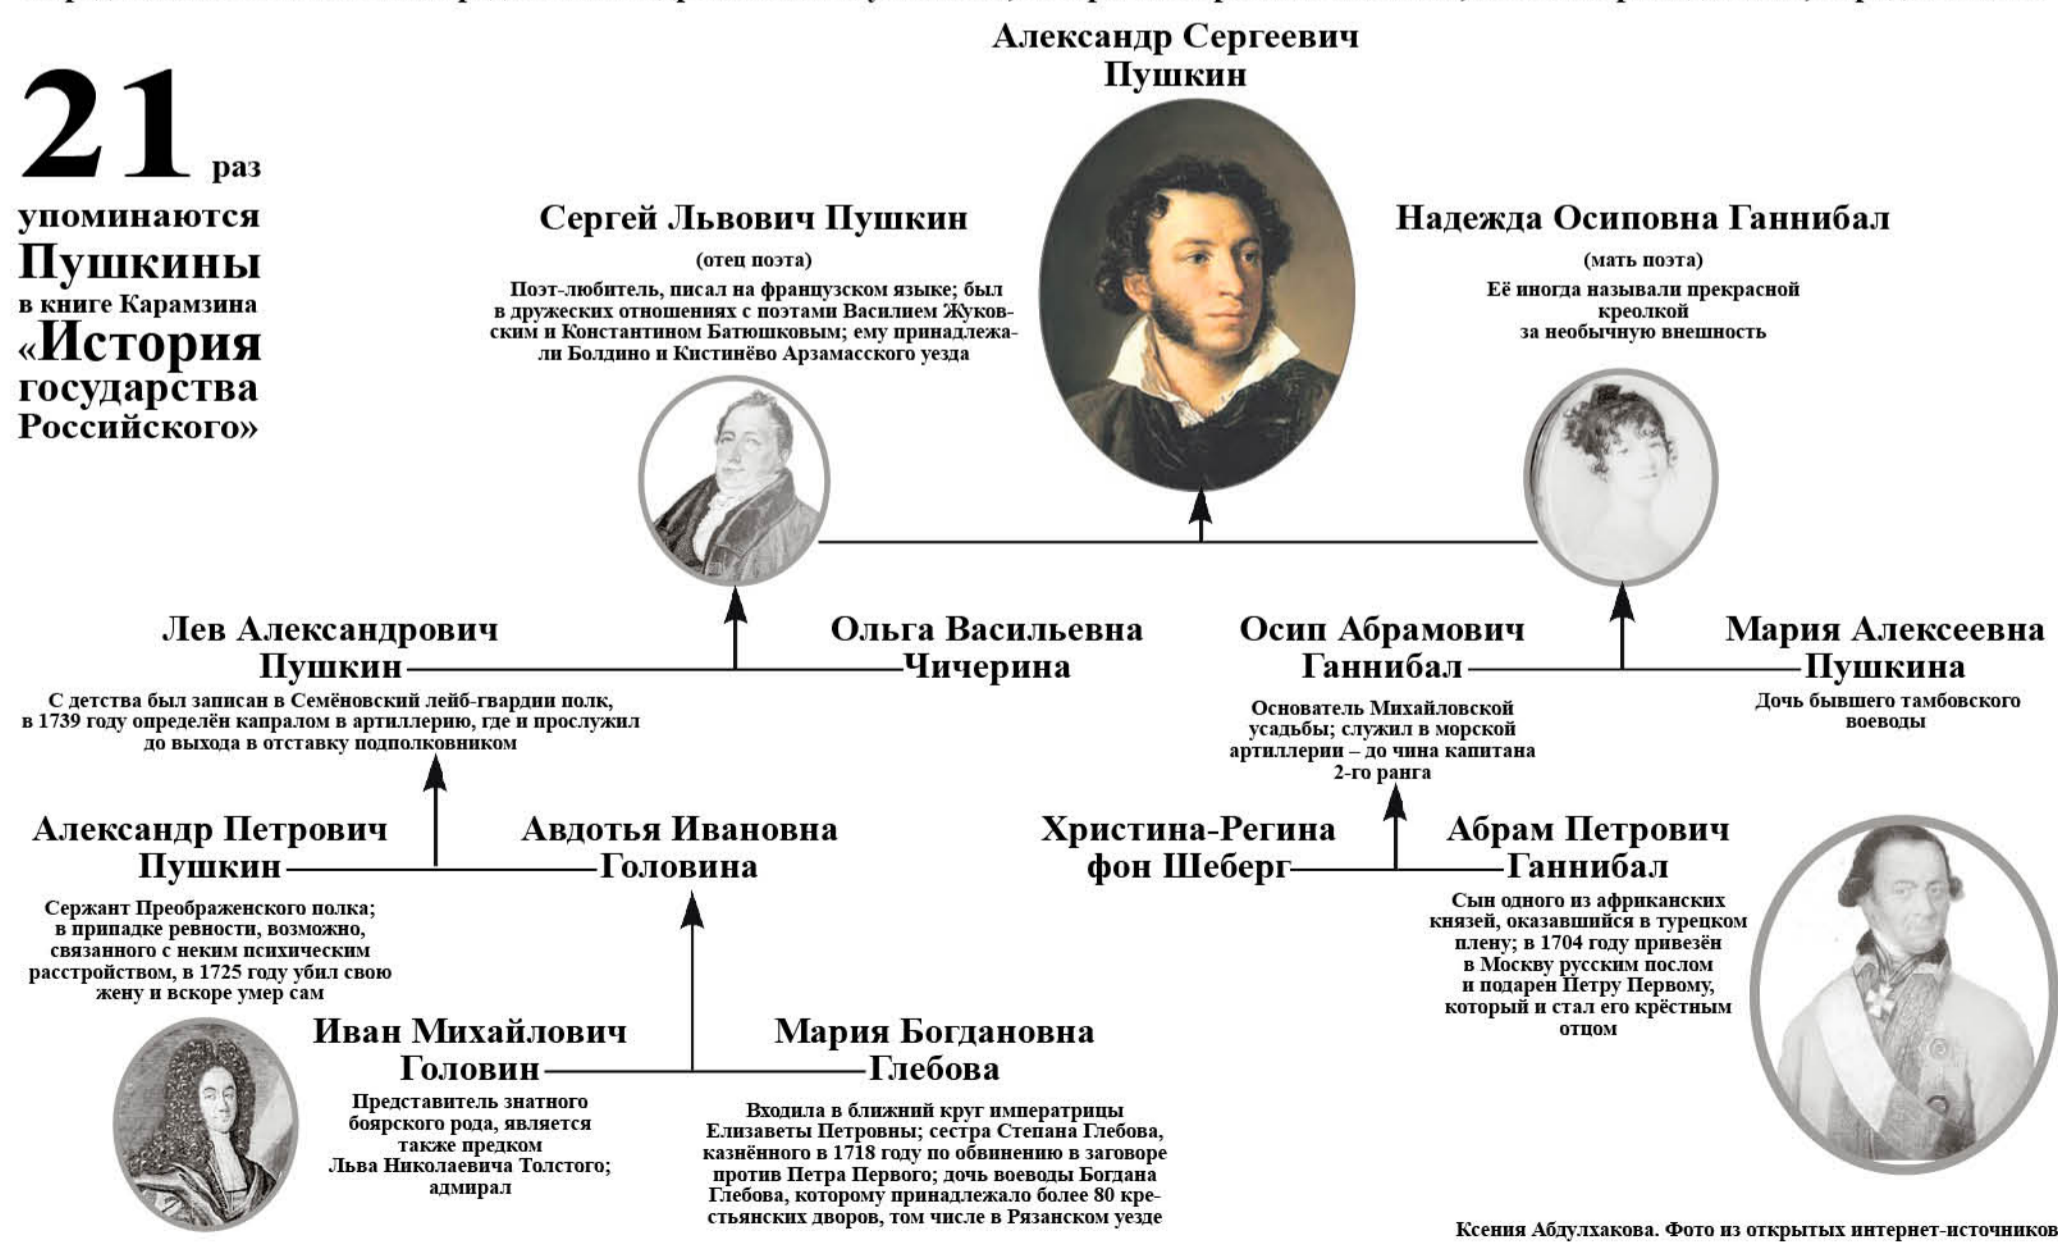 Александр Сергеевич
Пушкин
21 раз
упоминаются
Пушкины
в книге Карамзина
«История
государства
Российского»
Сергей Львович Пушкин
(отец поэта)
Поэт-любитель, писал на французском языке; был
в дружеских отношениях с поэтами Василием Жуков-
ским и Константином Батюшковым; ему принадлежа-
ли Болдино и Кистинёво Арзамасского уезда
Надежда Осиповна Ганнибал
(мать поэта)
Её иногда называли прекрасной
креолкой
за необычную внешность
Лев Александрович
Пушкин
С детства был записан в Семёновский лейб-гвардии полк,
в 1739 году определён капралом в артиллерию, где и прослужил
до выхода в отставку подполковником
Ольга Васильевна
Чичерина
Осип Абрамович
Ганнибал
Основатель Михайловской
усадьбы; служил в морской
артиллерии – до чина капитана
2-го ранга
Мария Алексеевна
Пушкина
Дочь бывшего тамбовского
воеводы
Александр Петрович
Пушкин
Сержант Преображенского полка;
в припадке ревности, возможно,
связанного с неким психическим
расстройством, в 1725 году убил свою
жену и вскоре умер сам
Авдотья Ивановна
Головина
Христина-Регина
фон Шеберг
Абрам Петрович
Ганнибал
Сын одного из африканских
князей, оказавшийся в турецком
плену; в 1704 году привезён
в Москву русским послом
и подарен Петру Первому,
который и стал его крёстным
отцом
Иван Михайлович
Головин
Представитель знатного
боярского рода, является
также предком
Льва Николаевича Толстого;
адмирал
Мария Богдановна
Глебова
Входила в ближний круг императрицы
Елизаветы Петровны; сестра Степана Глебова,
казнённого в 1718 году по обвинению в заговоре
против Петра Первого; дочь воеводы Богдана
Глебова, которому принадлежало более 80 кре-
стьянских дворов, том числе в Рязанском уезде
Ксения Абдулхакова. Фото из открытых интернет-источников